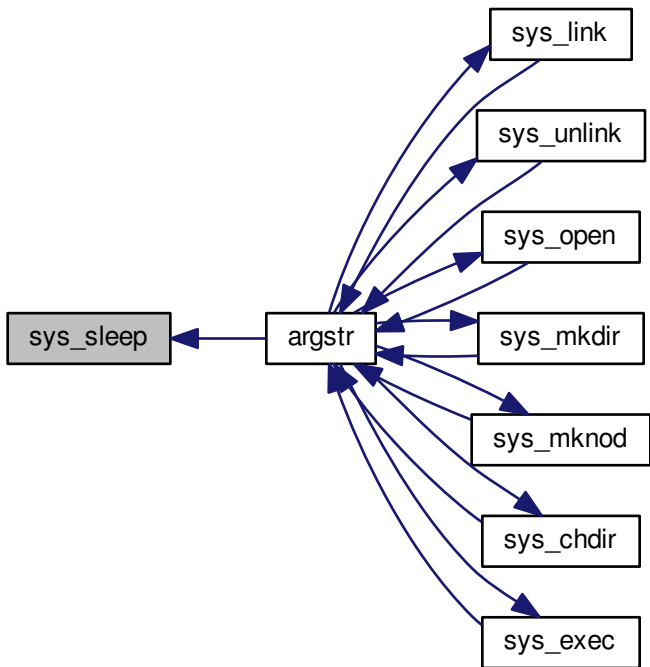 sys_link
sys_unlink
sys_open
sys_sleep
argstr
sys_mkdir
sys_mknod
sys_chdir
sys_exec